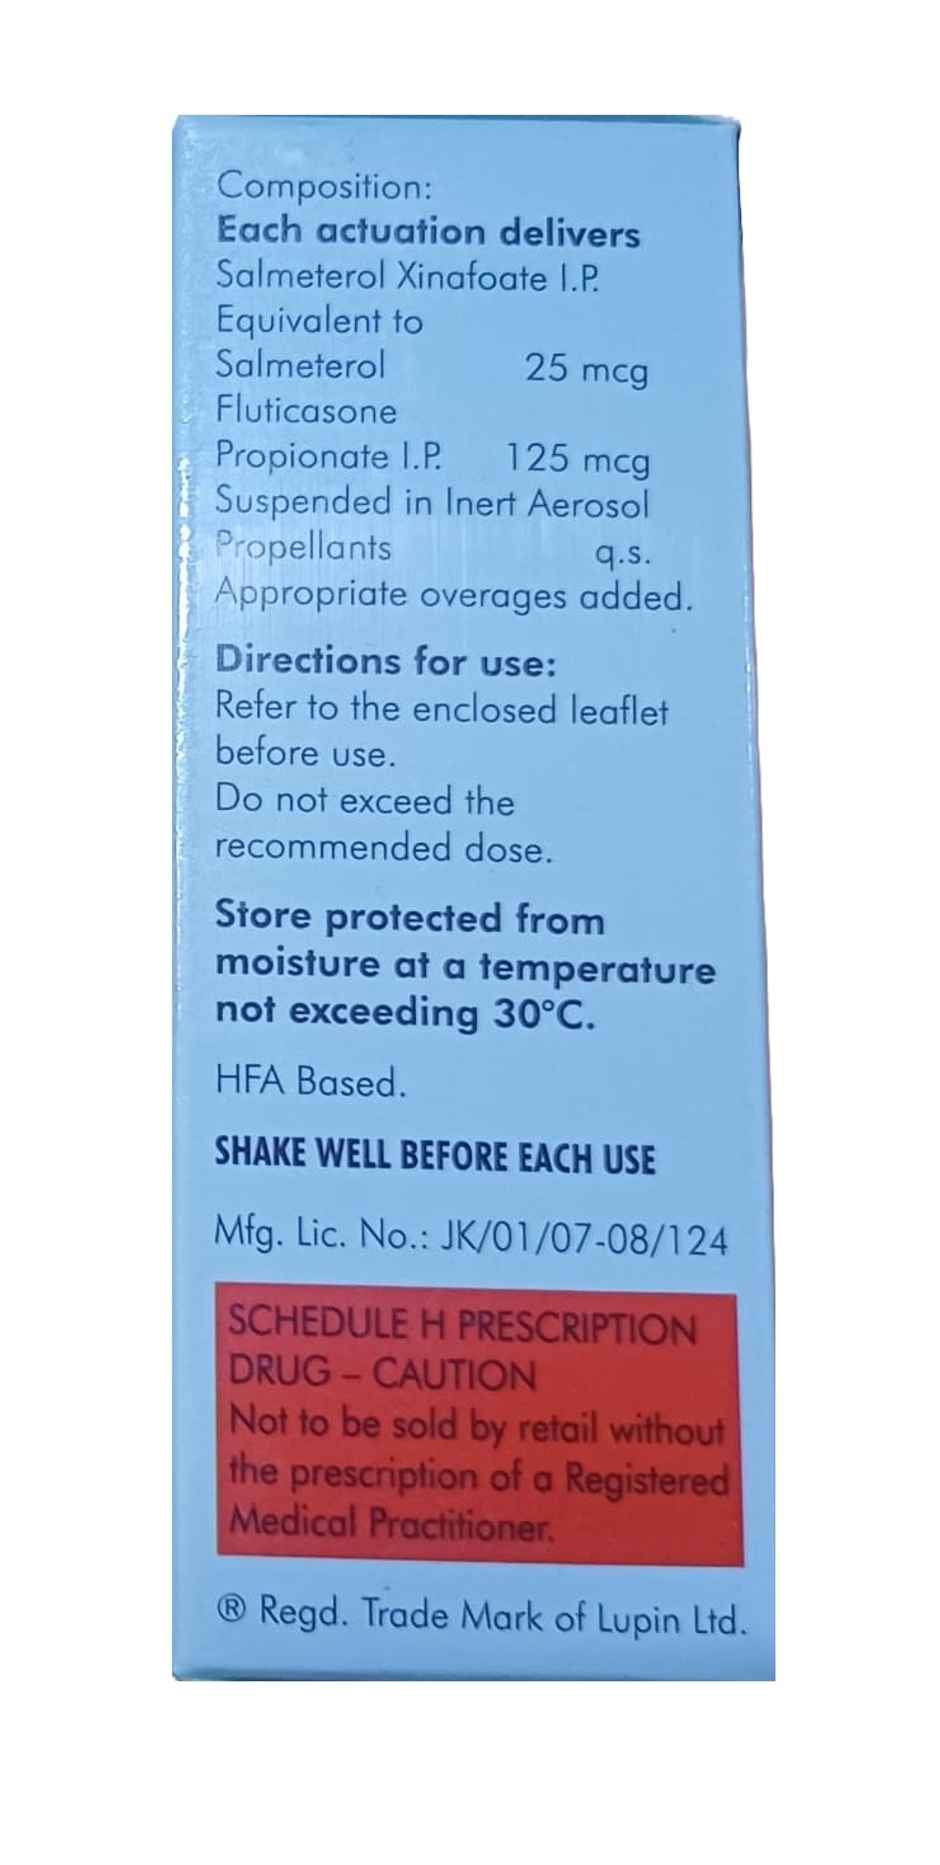 Composition:
Each actuation delivers
Salmeterol Xinafoate I.P.
Equivalent to
Salmeterol 25 mcg
Fluticasone
Propionate I.P. 125 mcg
Suspended in Inert Aerosol
Propellants q.s.
Appropriate overages added.
Directions for use:
Refer to the enclosed leaflet
before use.
Do not exceed the
recommended dose.
Store protected from
moisture at a temperature
not exceeding 30°C.
HFA Based.
SHAKE WELL BEFORE EACH USE
Mfg. Lic. No.: JK/01/07-08/124
SCHEDULE H PRESCRIPTION
DRUG – CAUTION
Not to be sold by retail without
the prescription of a Registered
Medical Practitioner.
® Regd. Trade Mark of Lupin Ltd.